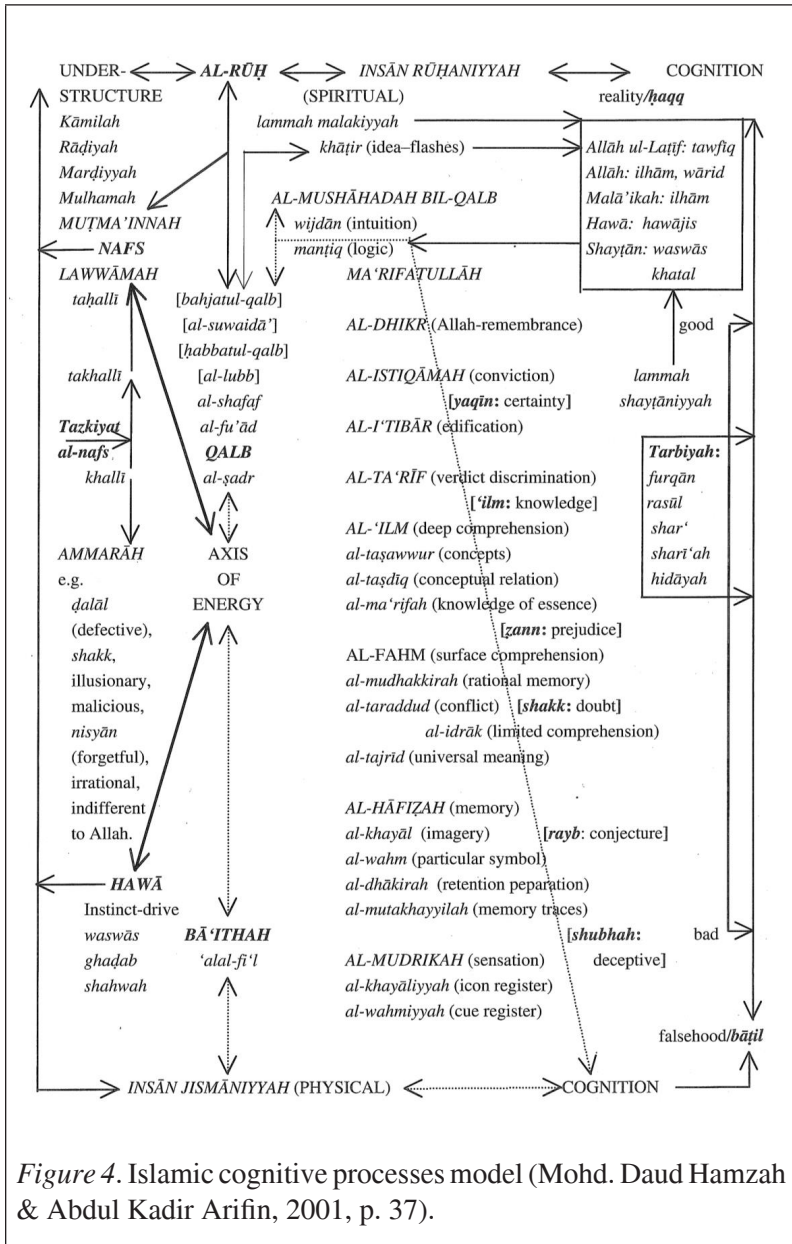 UNDER- AL-RŪḤ INSĀN RŪḤANIYYAH COGNITION
STRUCTURE (SPIRITUAL) reality/ḥaqq
Kāmilah lammah malakiyyah
Rāḍiyah khāṭir (idea–flashes) Allāh ul-Laṭīf: tawfīq
Marḍiyyah Allāh: ilhām, wārid
Mulhamah AL-MUSHĀHADAH BIL-QALB Malā’ikah: ilhām
MUṬMA’INNAH wijdān (intuition) Hawā: hawājis
NAFS manṭiq (logic) Shayṭān: waswās
LAWWĀMAH MA‘RIFATULLĀH khatal
taḥallī [bahjatul-qalb]
[al-suwaidā’] AL-DHIKR (Allah-remembrance) good
[ḥabbatul-qalb]
takhallī [al-lubb] AL-ISTIQĀMAH (conviction) lammah
al-shafaf [yaqīn: certainty] shayṭāniyyah
Tazkiyat al-fu’ād AL-I‘TIBĀR (edification)
al-nafs QALB Tarbiyah:
khallī al-ṣadr AL-TA‘RĪF (verdict discrimination) furqān
[‘ilm: knowledge] rasūl
AL-‘ILM (deep comprehension) shar‘
AMMARĀH AXIS al-taṣawwur (concepts) sharī‘ah
e.g. OF al-taṣdīq (conceptual relation) hidāyah
ḍalāl ENERGY al-ma‘rifah (knowledge of essence)
(defective), [ẓann: prejudice]
shakk, AL-FAHM (surface comprehension)
illusionary, al-mudhakkirah (rational memory)
malicious, al-taraddud (conflict) [shakk: doubt]
nisyān al-idrāk (limited comprehension)
(forgetful), al-tajrīd (universal meaning)
irrational,
indifferent AL-HĀFIẒAH (memory)
to Allah. al-khayāl (imagery) [rayb: conjecture]
al-wahm (particular symbol)
HAWĀ al-dhākirah (retention peparation)
Instinct-drive al-mutakhayyilah (memory traces)
waswās BĀ‘ITHAH [shubhah: bad
ghaḍab ‘alal-fi‘l AL-MUDRIKAH (sensation) deceptive]
shahwah al-khayāliyyah (icon register)
al-wahmiyyah (cue register)
falsehood/bāṭil
INSĀN JISMĀNIYYAH (PHYSICAL) COGNITION
Figure 4. Islamic cognitive processes model (Mohd. Daud Hamzah
& Abdul Kadir Arifin, 2001, p. 37).